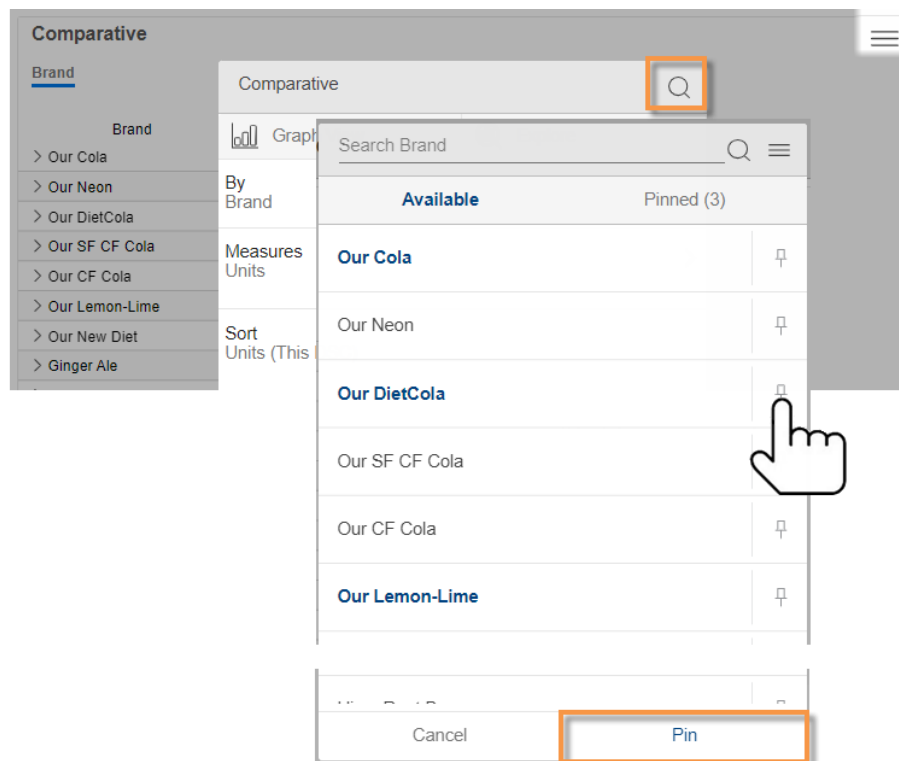 Comparative
Brand
Brand
> Our Cola
> Our Neon
> Our DietCola
> Our SF CF Cola
> Our CF Cola
> Our Lemon-Lime
> Our New Diet
> Ginger Ale
Comparative
Graph
By
Brand
Measures
Units
Sort
Units (This
Search Brand
Available Pinned (3)
Our Cola
Our Neon
Our DietCola
Our SF CF Cola
Our CF Cola
Our Lemon-Lime
Cancel Pin